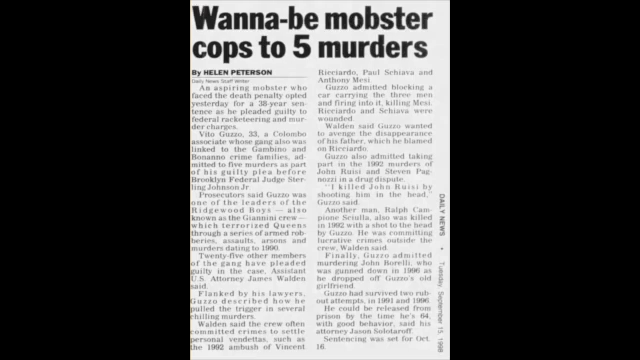 Wanna-be mobster
cops to 5 murders
By HELEN PETERSON
Daily News Staff Writer
An aspiring mobster who
faced the death penalty opted
yesterday for a 38-year sen-
tence as he pleaded guilty to
federal racketeering and mur-
der charges.
Vito Guzzo, 33, a Colombo
associate whose gang also was
linked to the Gambino and
Bonanno crime families, ad-
mitted to five murders as part
of his guilty plea before
Brooklyn Federal Judge Ster-
ling Johnson Jr
Prosecutors said Guzzo was
one of the leaders of the
Ridgewood Boys — also
known as the Giannini crew —
which terrorized Queens
through a series of armed rob-
beries, assaults, arsons and
murders dating to 1990.
Twenty-five other members
of the gang have pleaded
guilty in the case, Assistant
U.S. Attorney James Walden
said.
Flanked by his lawyers,
Guzzo described how he
pulled the trigger in several
chilling murders.
Walden said the crew often
committed crimes to settle
personal vendettas, such as
the 1992 ambush of Vincent
Ricciardo, Paul Schiava and
Anthony Mesi.
Guzzo admitted blocking a
car carrying the three men
and firing into it, killing Mesi.
Ricciardo and Schiava were
wounded.
Walden said Guzzo wanted
to avenge the disappearance
of his father, which he blamed
on Ricciardo.
Guzzo also admitted taking
part in the 1992 murders of
John Ruisi and Steven Pag-
nozzi in a drug dispute.
"I killed John Ruisi by
shooting him in the head,"
Guzzo said.
Another man, Ralph Cam-
pione Sciulla, also was killed
in 1992 with a shot to the head
by Guzzo. He was committing
lucrative crimes outside the
crew, Walden said.
Finally, Guzzo admitted
murdering John Borelli, who
was gunned down in 1996 as
he dropped off Guzzo's old
girlfriend.
Guzzo had survived two rub-
out attempts, in 1991 and 1996.
He could be released from
prison by the time he's 64,
with good behavior, said his
attorney Jason Solotaroff.
Sentencing was set for Oct.
16.
DAILY NEWS • Tuesday, September 15, 1998